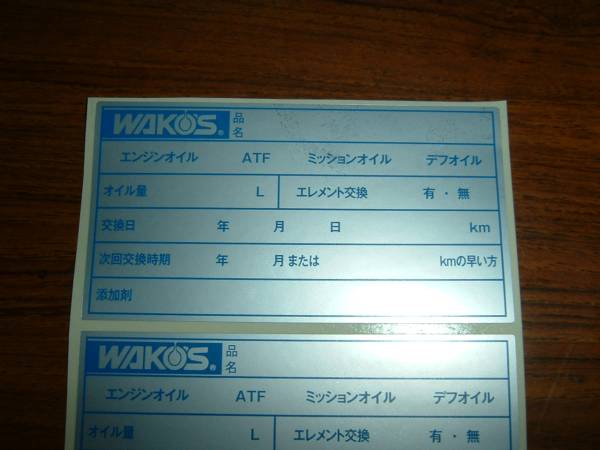 WAKO'S® 品名
エンジンオイル ATF ミッションオイル デフオイル
オイル量 L エレメント交換 有・無
交換日 年 月 日 km
次回交換時期 年 月または kmの早い方
添加剤
WAKO'S® 品名
エンジンオイル ATF ミッションオイル デフオイル
オイル量 L エレメント交換 有・無